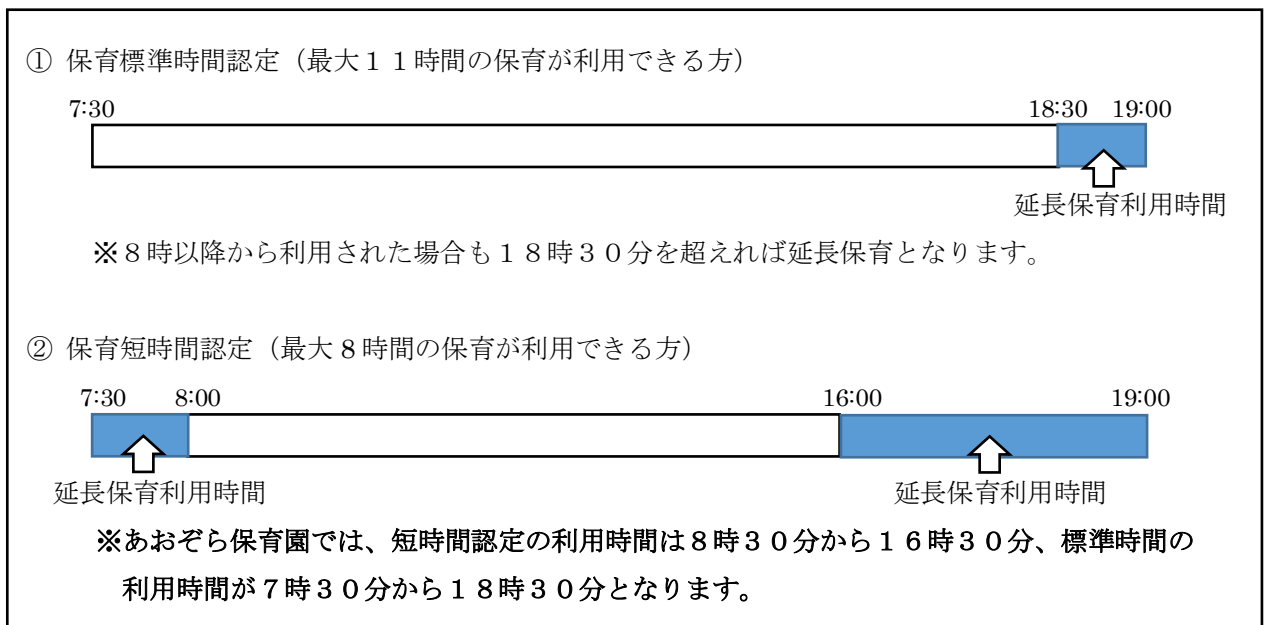 ① 保育標準時間認定（最大１１時間の保育が利用できる方）
7:30 18:30 19:00
延長保育利用時間
※８時以降から利用された場合も１８時３０分を超えれば延長保育となります。
② 保育短時間認定（最大８時間の保育が利用できる方）
7:30 8:00 16:00 19:00
延長保育利用時間 延長保育利用時間
※あおぞら保育園では、短時間認定の利用時間は８時３０分から１６時３０分、標準時間の
利用時間が７時３０分から１８時３０分となります。